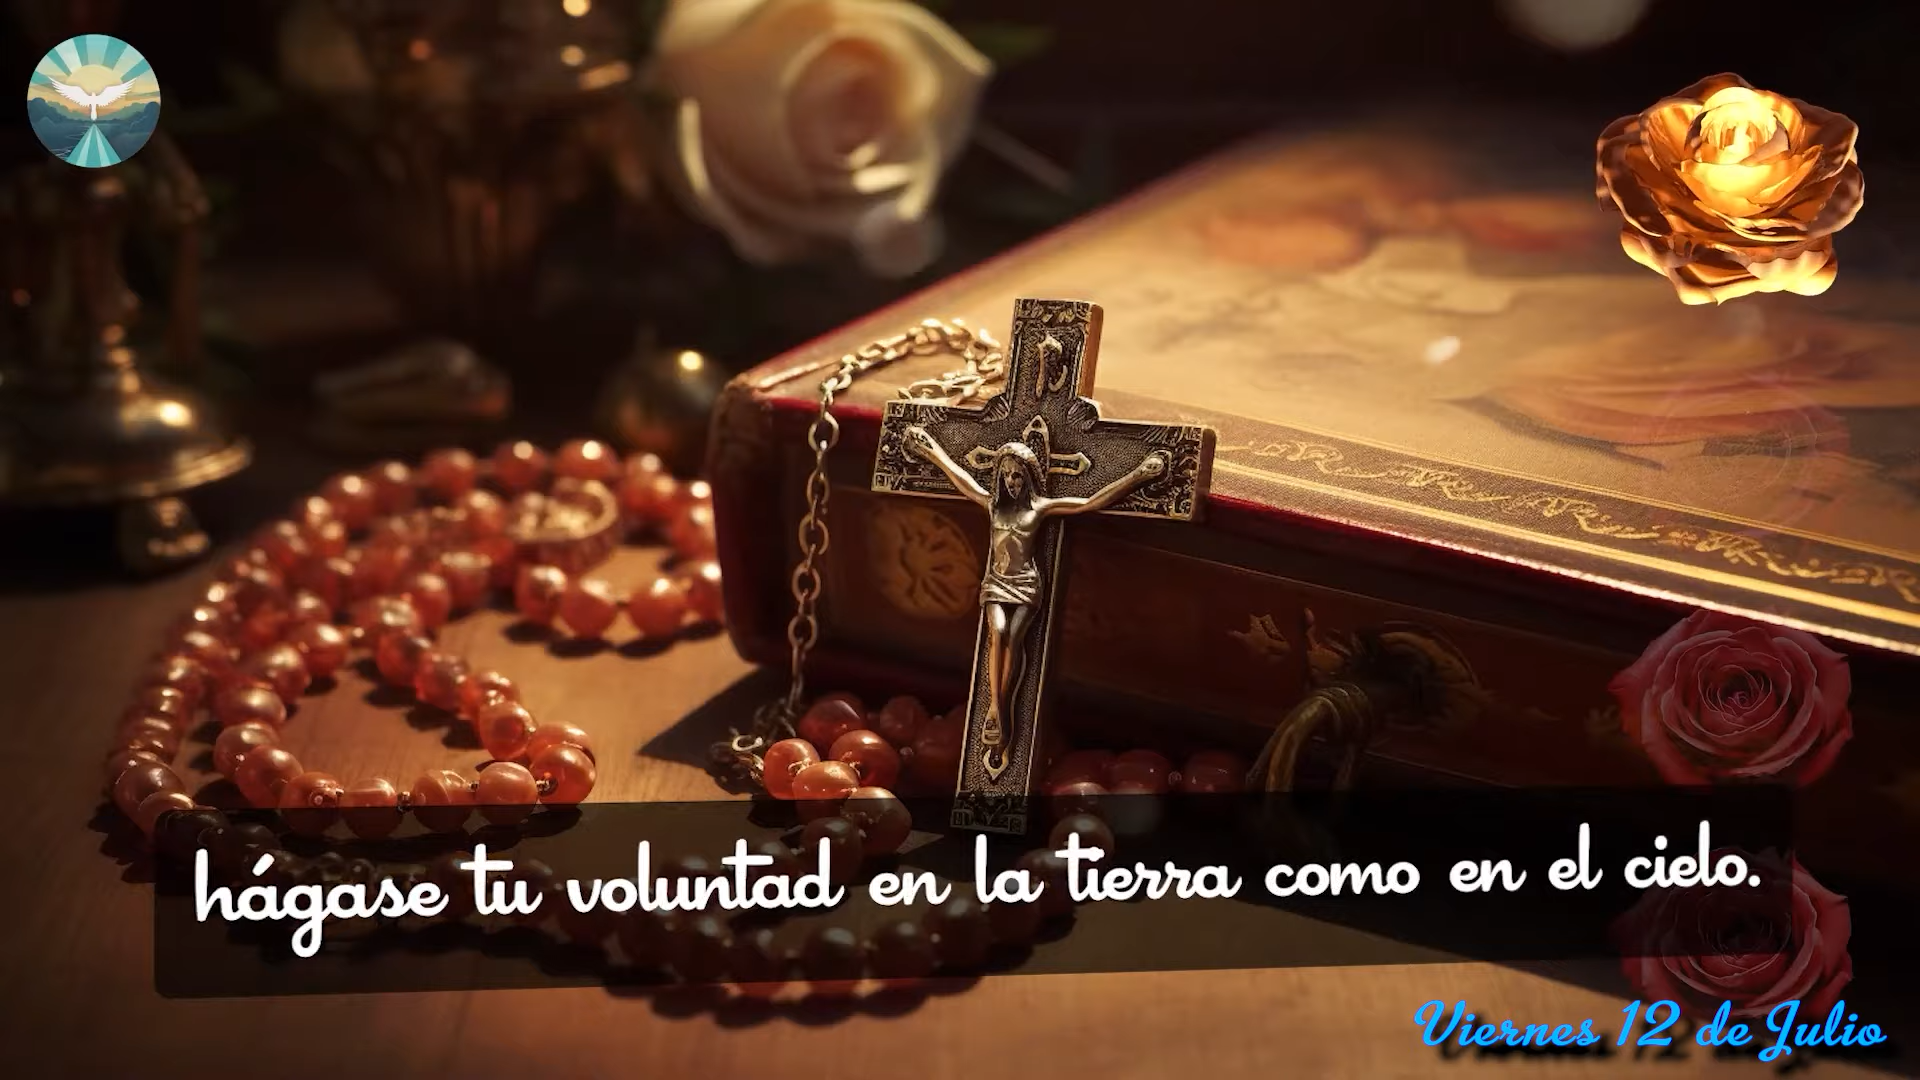 hágase tu voluntad en la tierra como en el cielo.
Viernes 12 de Julio